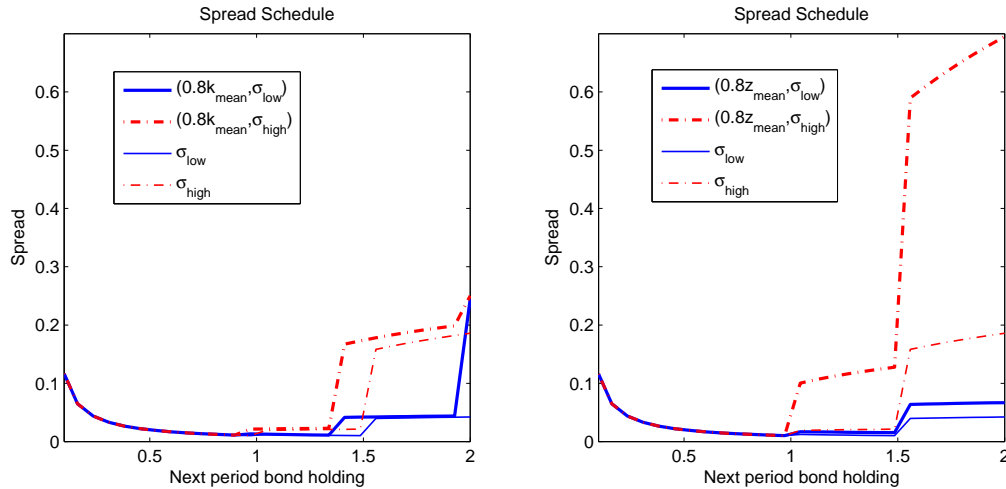 Spread Schedule
Spread
0.6
0.5
0.4
0.3
0.2
0.1
0
(0.8k_mean,σ_low)
(0.8k_mean,σ_high)
σ_low
σ_high
0.5 1 1.5 2
Next period bond holding
Spread Schedule
Spread
0.6
0.5
0.4
0.3
0.2
0.1
0
(0.8z_mean,σ_low)
(0.8z_mean,σ_high)
σ_low
σ_high
0.5 1 1.5 2
Next period bond holding